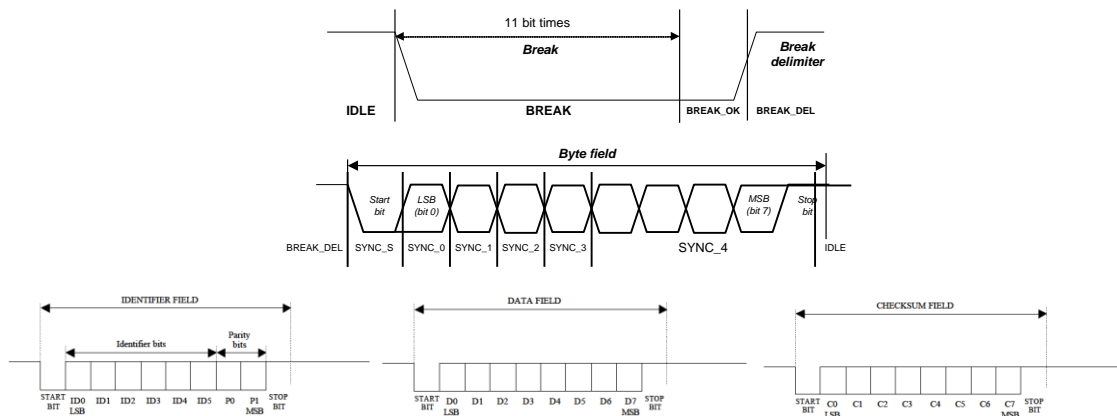 11 bit times
Break
Break
delimiter
IDLE
BREAK
BREAK_OK
BREAK_DEL
Byte field
Start
bit
LSB
(bit 0)
MSB
(bit 7)
Stop
bit
BREAK_DEL
SYNC_S
SYNC_0
SYNC_1
SYNC_2
SYNC_3
SYNC_4
IDLE
IDENTIFIER FIELD
Identifier bits
Parity
bits
START
BIT
ID0
LSB
ID1
ID2
ID3
ID4
ID5
P0
P1
MSB
STOP
BIT
DATA FIELD
START
BIT
D0
LSB
D1
D2
D3
D4
D5
D6
D7
MSB
STOP
BIT
CHECKSUM FIELD
START
BIT
C0
LSB
C1
C2
C3
C4
C5
C6
C7
MSB
STOP
BIT